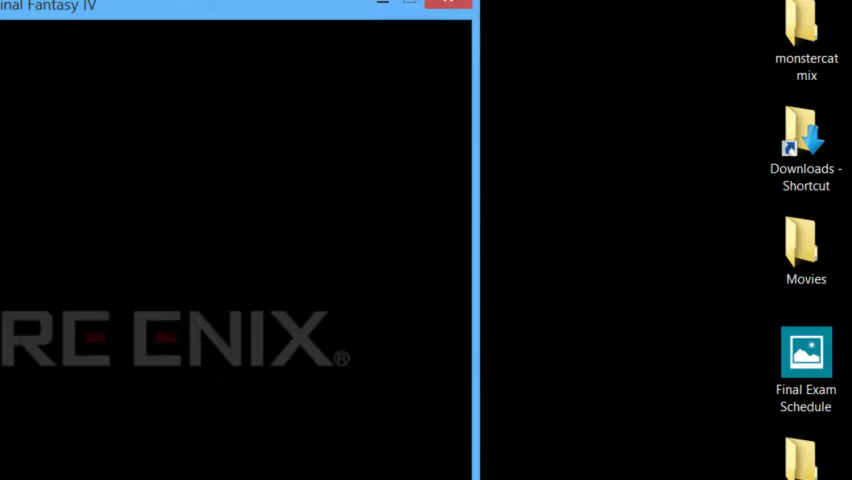 inal Fantasy IV
RE ENIX®
monstercat
mix
Downloads -
Shortcut
Movies
Final Exam
Schedule